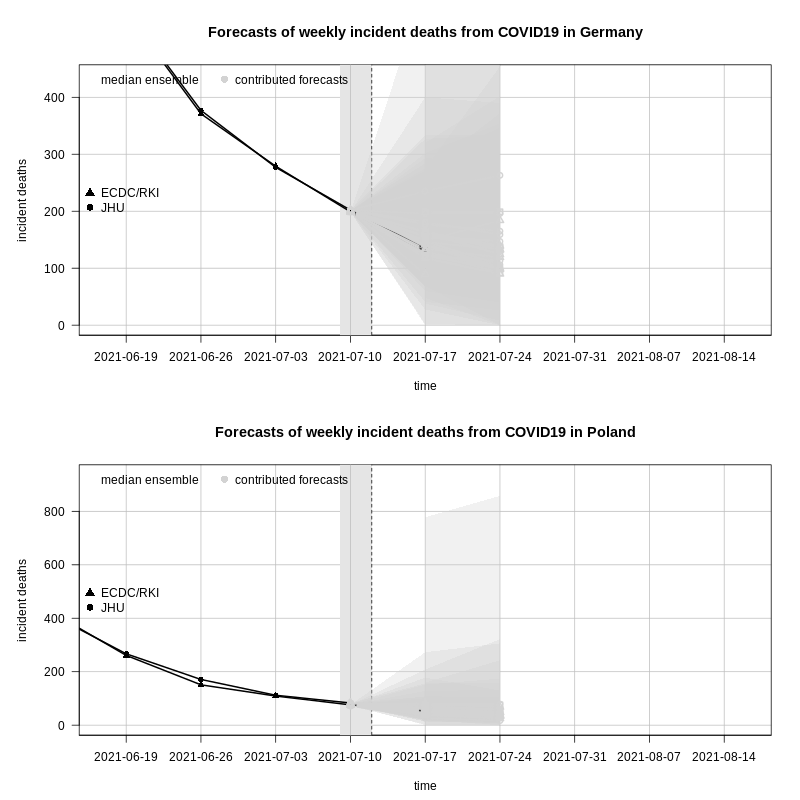 Forecasts of weekly incident deaths from COVID19 in Germany
median ensemble contributed forecasts
400
300
200
100
0
incident deaths
ECDC/RKI
JHU
2021-06-19 2021-06-26 2021-07-03 2021-07-10 2021-07-17 2021-07-24 2021-07-31 2021-08-07 2021-08-14
time
Forecasts of weekly incident deaths from COVID19 in Poland
median ensemble contributed forecasts
800
600
400
200
0
incident deaths
ECDC/RKI
JHU
2021-06-19 2021-06-26 2021-07-03 2021-07-10 2021-07-17 2021-07-24 2021-07-31 2021-08-07 2021-08-14
time